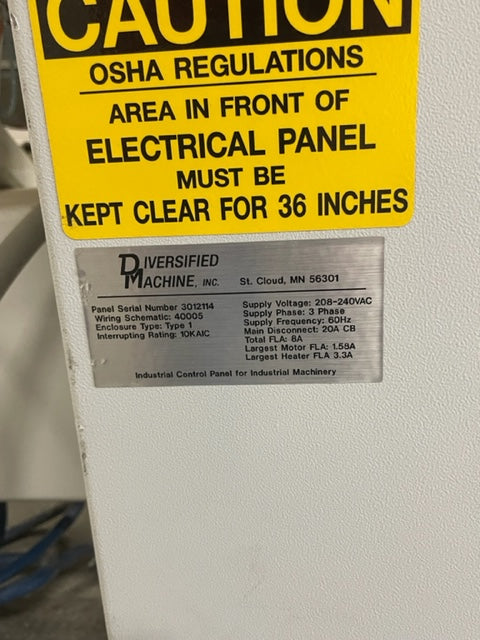 CAUTION
OSHA REGULATIONS
AREA IN FRONT OF
ELECTRICAL PANEL
MUST BE
KEPT CLEAR FOR 36 INCHES
DIVERSIFIED
MACHINE, INC. St. Cloud, MN 56301
Panel Serial Number 3012114
Wiring Schematic: 40005
Enclosure Type: Type 1
Interrupting Rating: 10KAIC
Supply Voltage: 208-240VAC
Supply Phase: 3 Phase
Supply Frequency: 60Hz
Main Disconnect: 20A CB
Total FLA: 8A
Largest Motor FLA: 1.58A
Largest Heater FLA 3.3A
Industrial Control Panel for Industrial Machinery